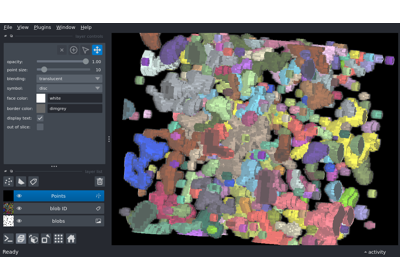 File View Plugins Window Help
opacity: 1.00
point size: 10
blending: translucent
symbol: disc
face color: white
border color: dimgrey
display text:
out of slice:
Points
blob ID
blobs
Ready
activity